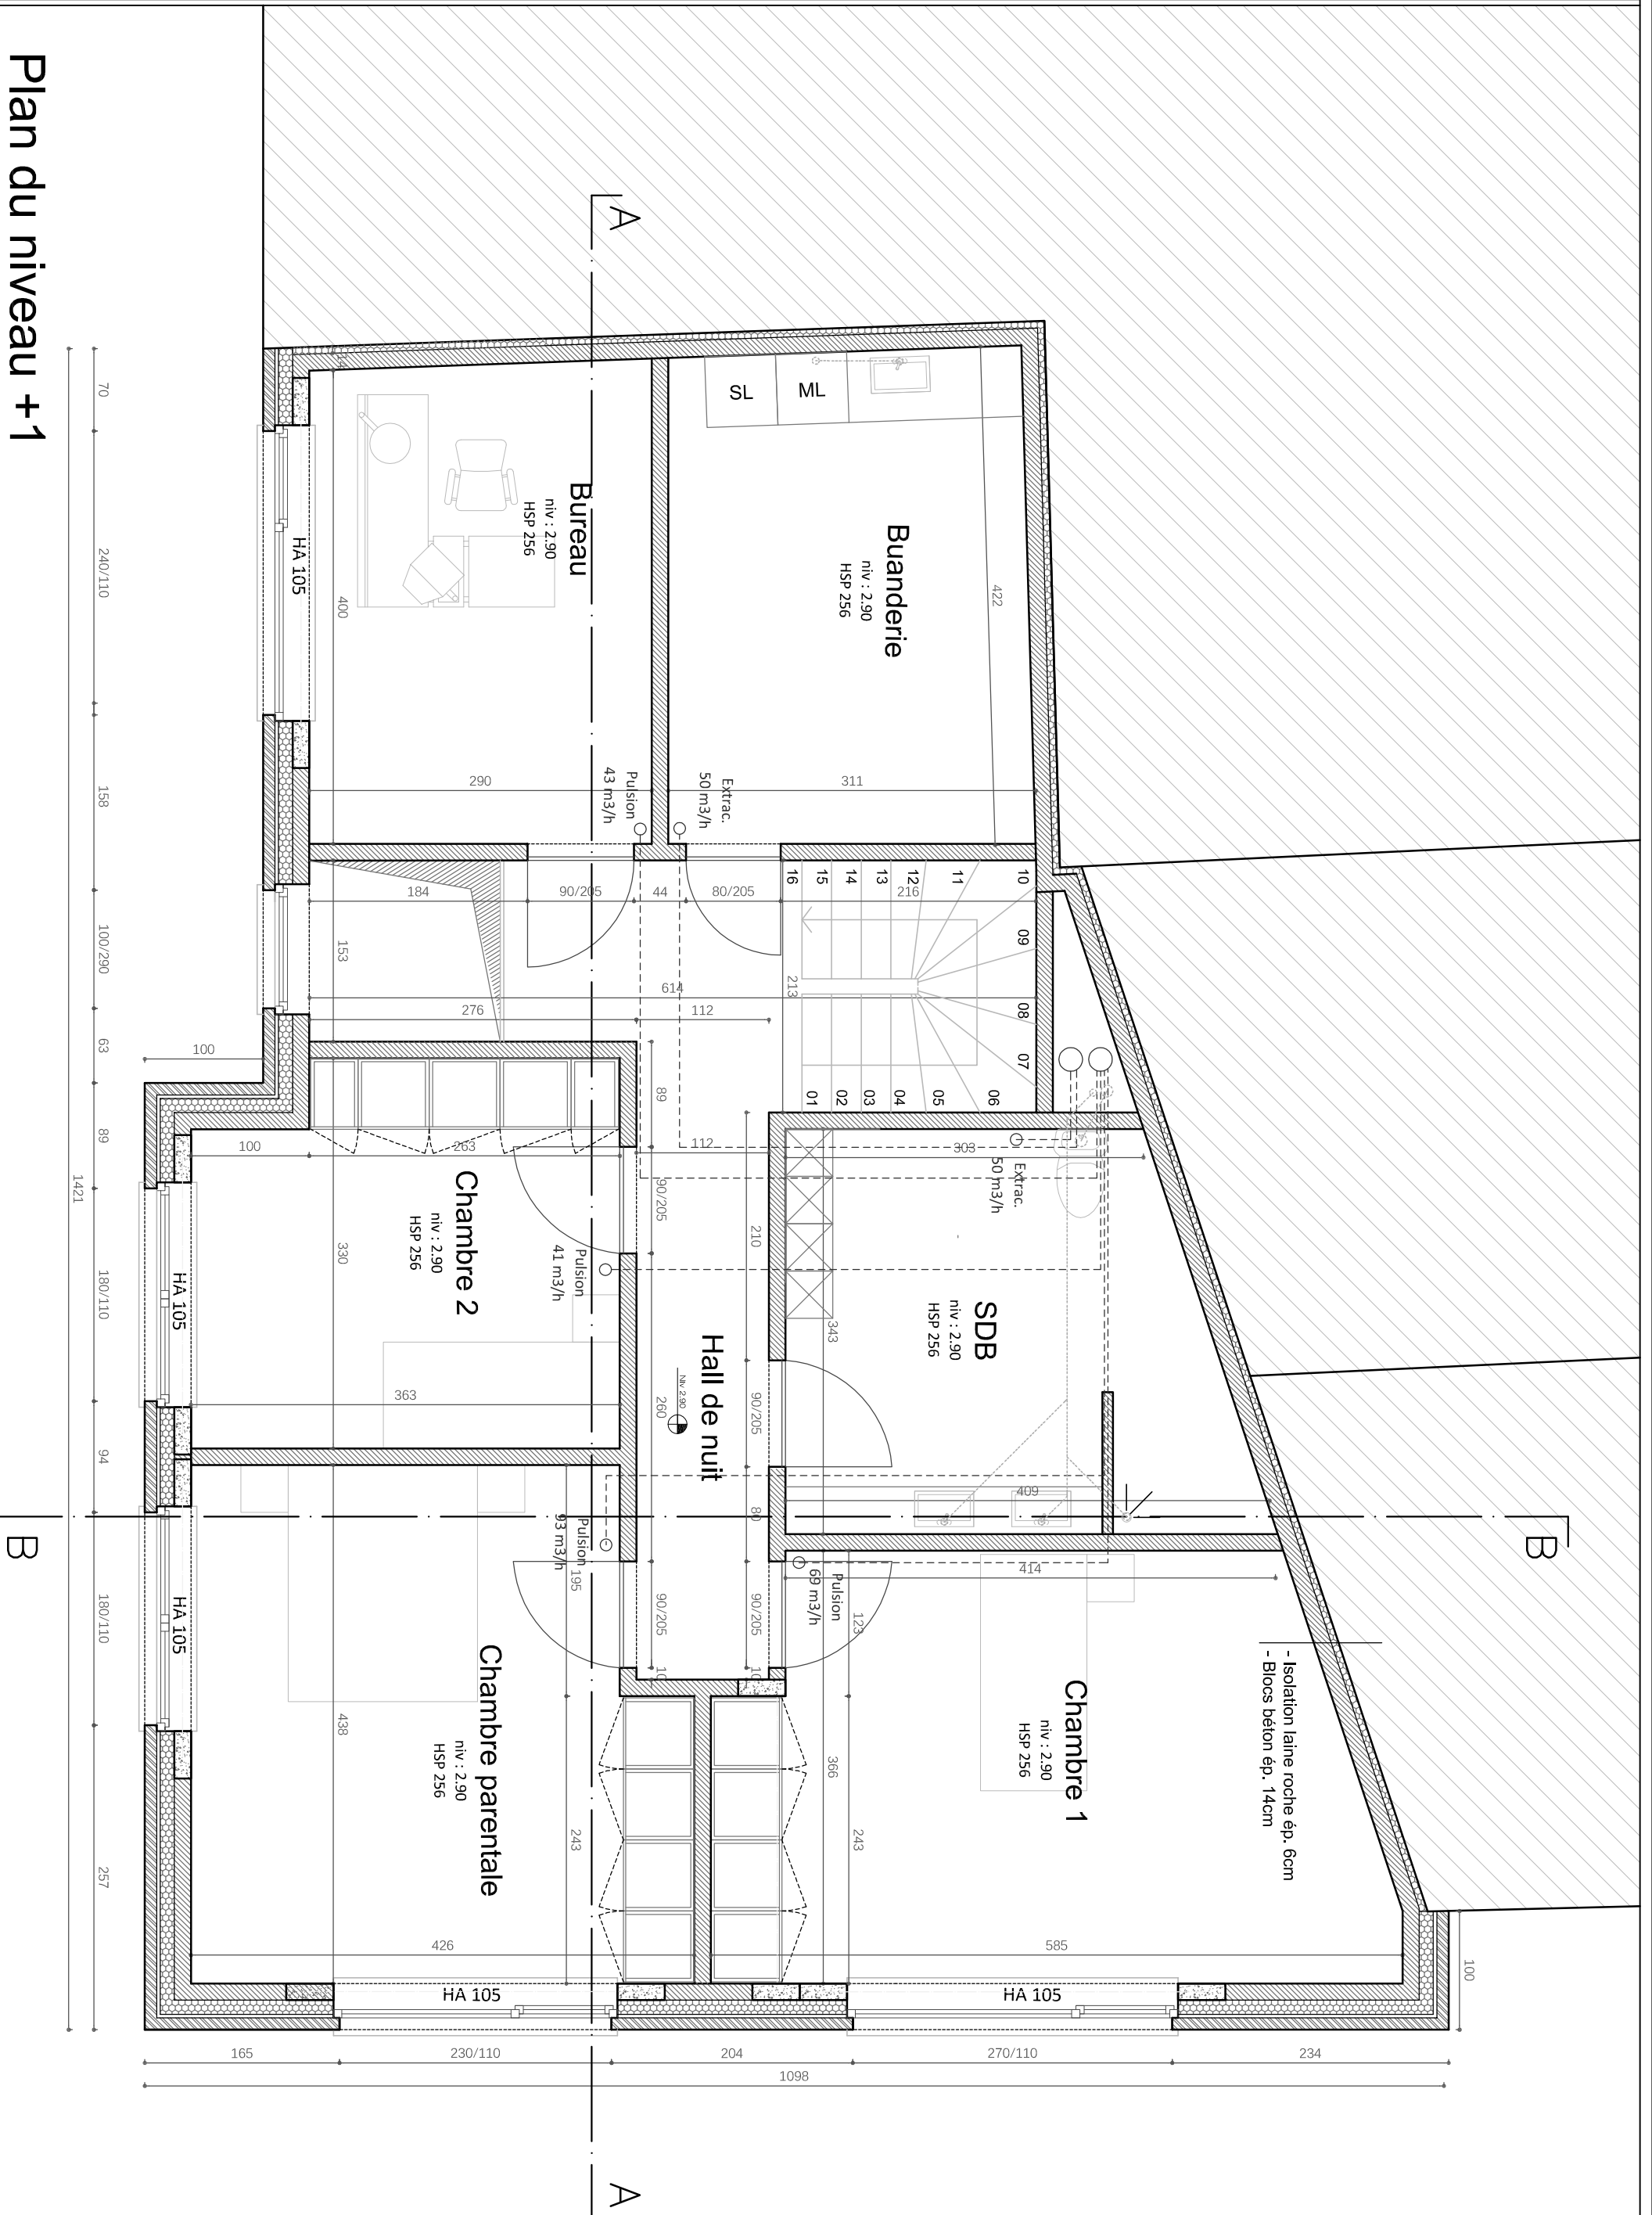 Plan du niveau +1
A
A
B
B
Buanderie
niv : 2.90
HSP 256
SL
ML
422
311
Extrac.
50 m3/h
Bureau
niv : 2.90
HSP 256
HA 105
400
290
Pulsion
43 m3/h
184
90/205
44
80/205
216
153
614
213
276
112
01
02
03
04
05
06
07
08
09
10
11
12
13
14
15
16
SDB
niv : 2.90
HSP 256
303
Extrac.
50 m3/h
343
409
Hall de nuit
Niv 2.90
89
112
90/205
260
90/205
10
210
90/205
80
90/205
10
Chambre 2
niv : 2.90
HSP 256
HA 105
100
263
330
363
Pulsion
41 m3/h
Chambre parentale
niv : 2.90
HSP 256
HA 105
HA 105
Pulsion
93 m3/h
195
438
243
426
Chambre 1
niv : 2.90
HSP 256
HA 105
Pulsion
69 m3/h
414
123
366
243
585
- Isolation laine roche ép. 6cm
- Blocs béton ép. 14cm
100
100
70
240/110
158
100/290
63
89
180/110
94
180/110
257
1421
165
230/110
204
270/110
234
1098